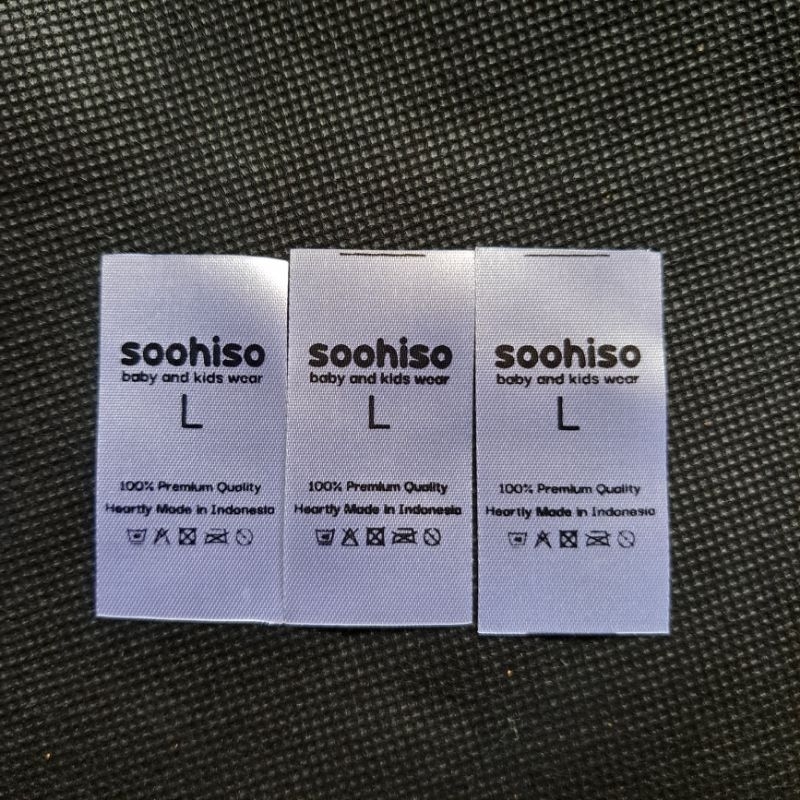 soohiso
baby and kids wear
L
100% Premium Quality
Heartly Made in Indonesia
soohiso
baby and kids wear
L
100% Premium Quality
Heartly Made in Indonesia
soohiso
baby and kids wear
L
100% Premium Quality
Heartly Made in Indonesia